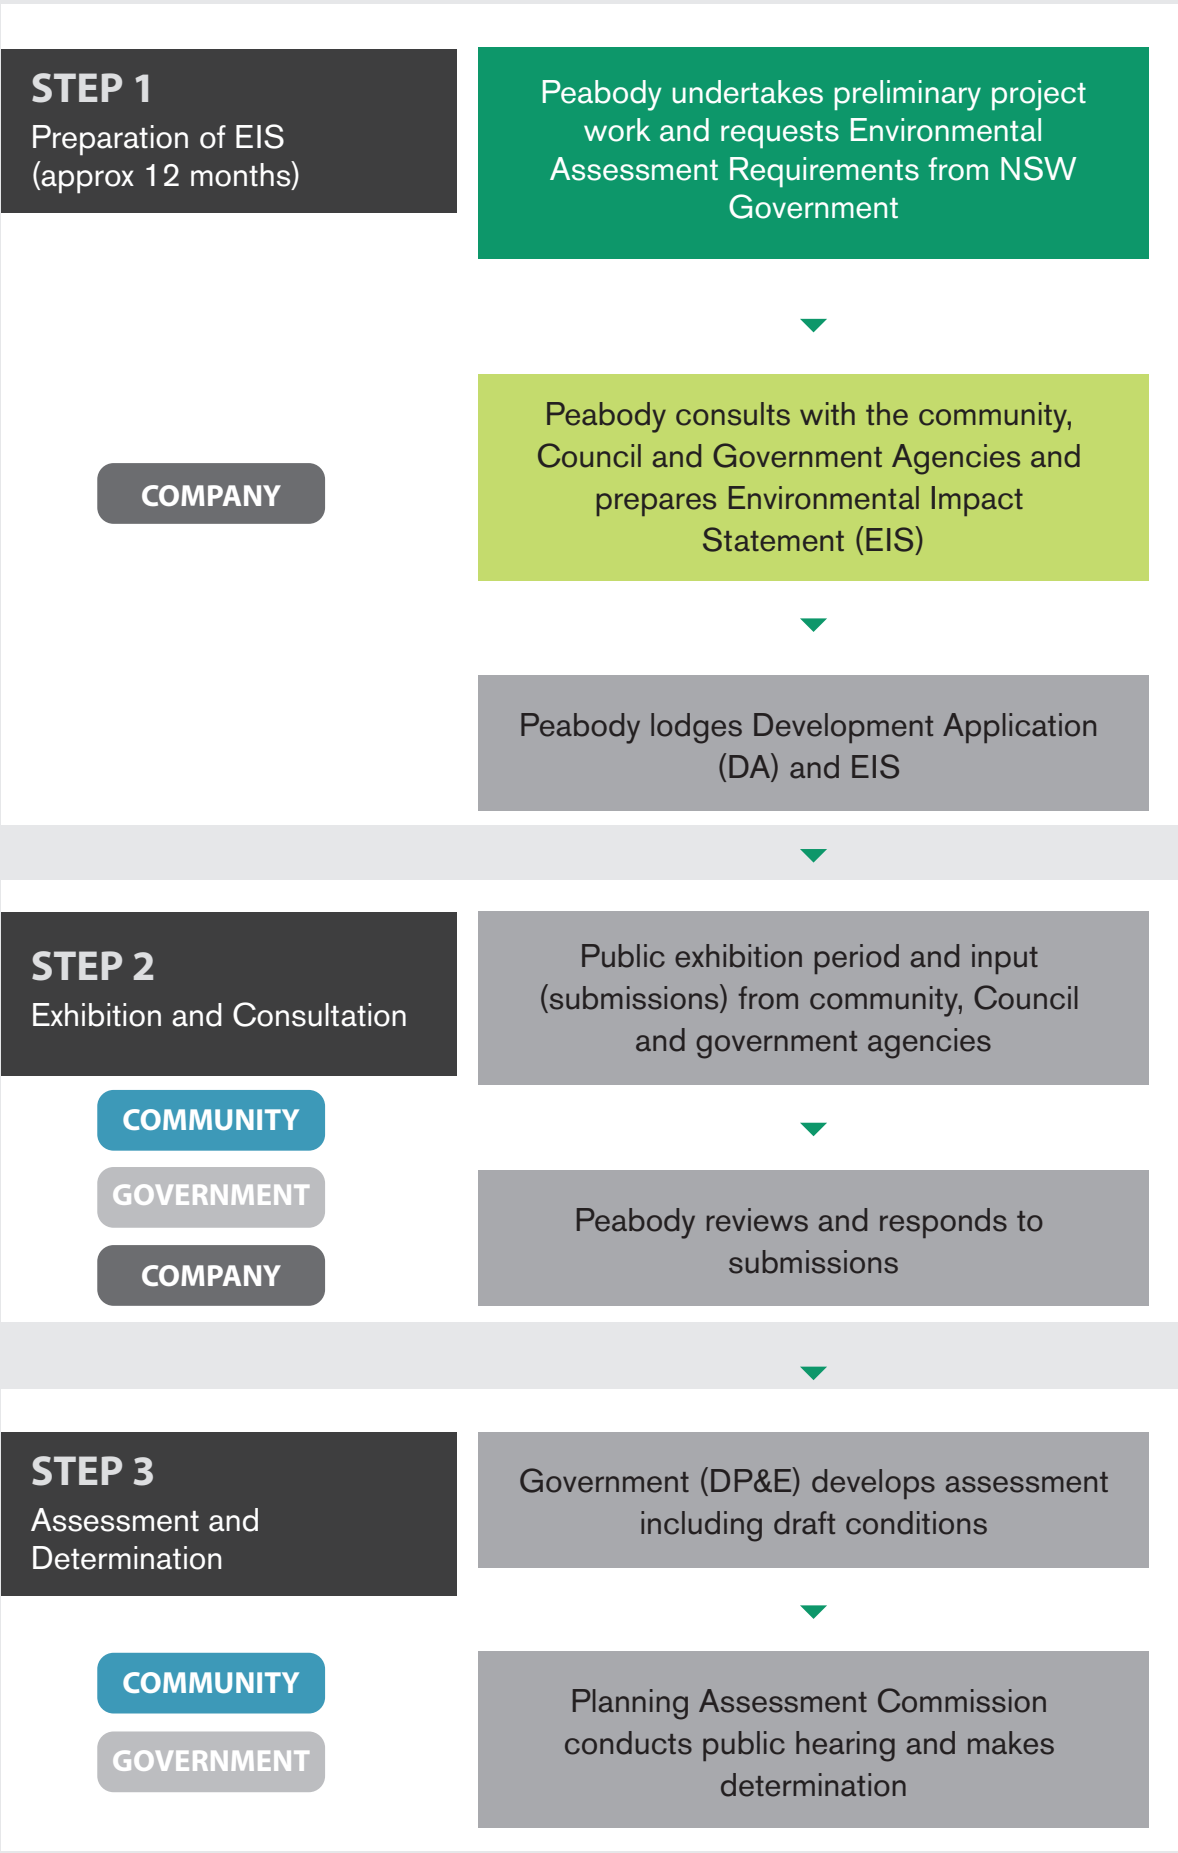 STEP 1
Preparation of EIS
(approx 12 months)
Peabody undertakes preliminary project
work and requests Environmental
Assessment Requirements from NSW
Government
COMPANY
Peabody consults with the community,
Council and Government Agencies and
prepares Environmental Impact
Statement (EIS)
Peabody lodges Development Application
(DA) and EIS
STEP 2
Exhibition and Consultation
Public exhibition period and input
(submissions) from community, Council
and government agencies
COMMUNITY
GOVERNMENT
COMPANY
Peabody reviews and responds to
submissions
STEP 3
Assessment and
Determination
Government (DP&E) develops assessment
including draft conditions
COMMUNITY
GOVERNMENT
Planning Assessment Commission
conducts public hearing and makes
determination